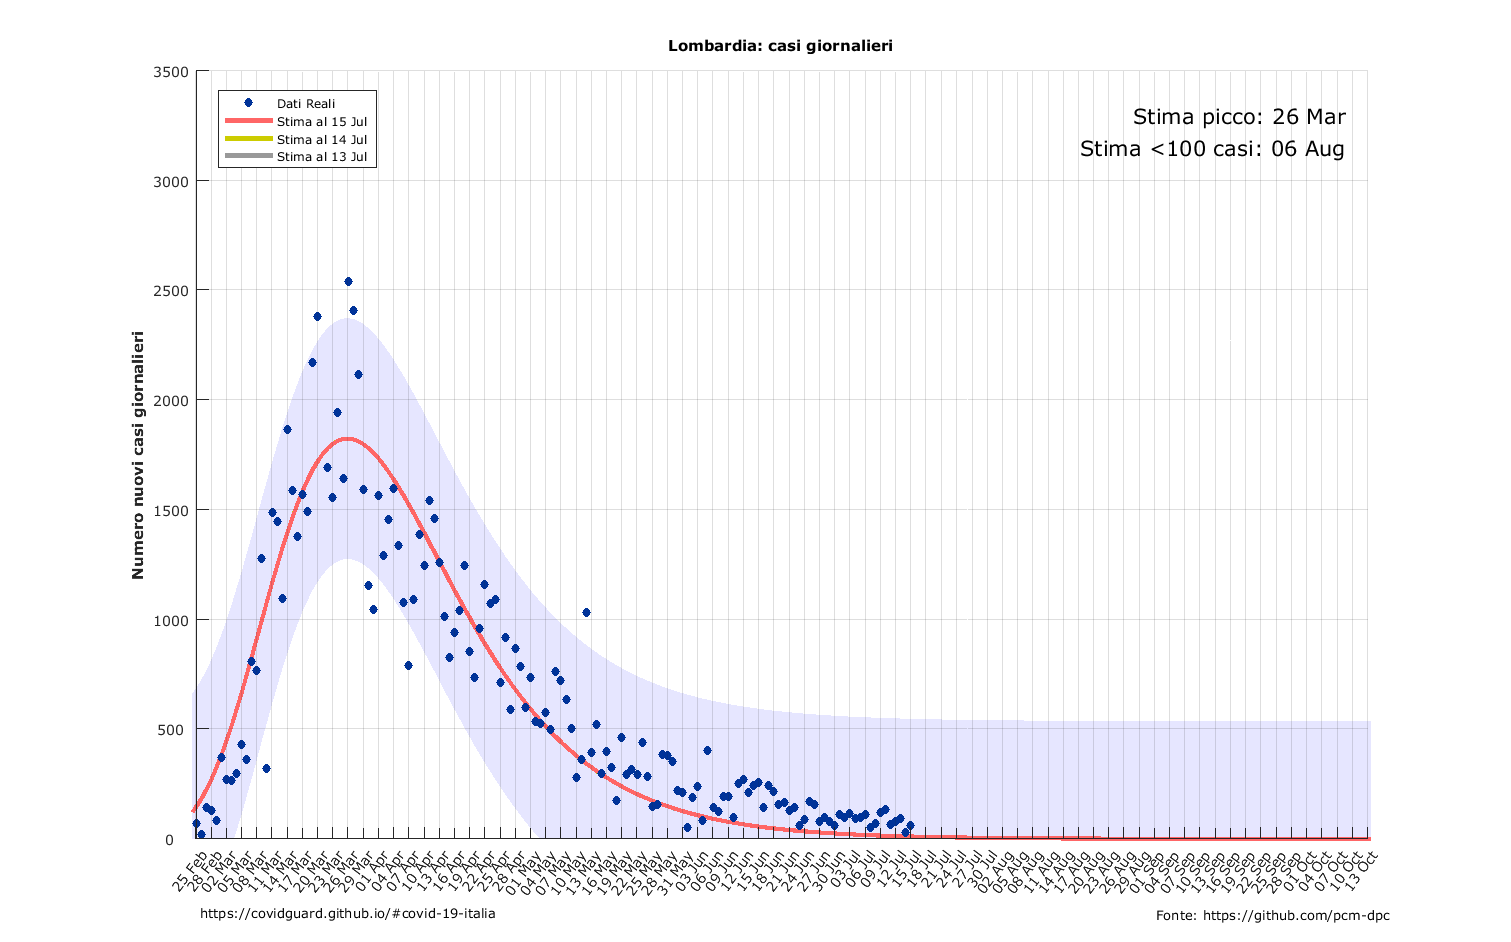 Lombardia: casi giornalieri
Dati Reali
Stima al 15 Jul
Stima al 14 Jul
Stima al 13 Jul
Stima picco: 26 Mar
Stima <100 casi: 06 Aug
Numero nuovi casi giornalieri
3500
3000
2500
2000
1500
1000
500
0
25 Feb
28 Feb
02 Mar
05 Mar
08 Mar
11 Mar
14 Mar
17 Mar
20 Mar
23 Mar
26 Mar
29 Mar
01 Apr
04 Apr
07 Apr
10 Apr
13 Apr
16 Apr
19 Apr
22 Apr
25 Apr
28 Apr
01 May
04 May
07 May
10 May
13 May
16 May
19 May
22 May
25 May
28 May
31 May
03 Jun
06 Jun
09 Jun
12 Jun
15 Jun
18 Jun
21 Jun
24 Jun
27 Jun
30 Jun
03 Jul
06 Jul
09 Jul
12 Jul
15 Jul
18 Jul
21 Jul
24 Jul
27 Jul
30 Jul
02 Aug
05 Aug
08 Aug
11 Aug
14 Aug
17 Aug
20 Aug
23 Aug
26 Aug
29 Aug
01 Sep
04 Sep
07 Sep
10 Sep
13 Sep
16 Sep
19 Sep
22 Sep
25 Sep
28 Sep
01 Oct
04 Oct
07 Oct
10 Oct
13 Oct
https://covidguard.github.io/#covid-19-italia
Fonte: https://github.com/pcm-dpc